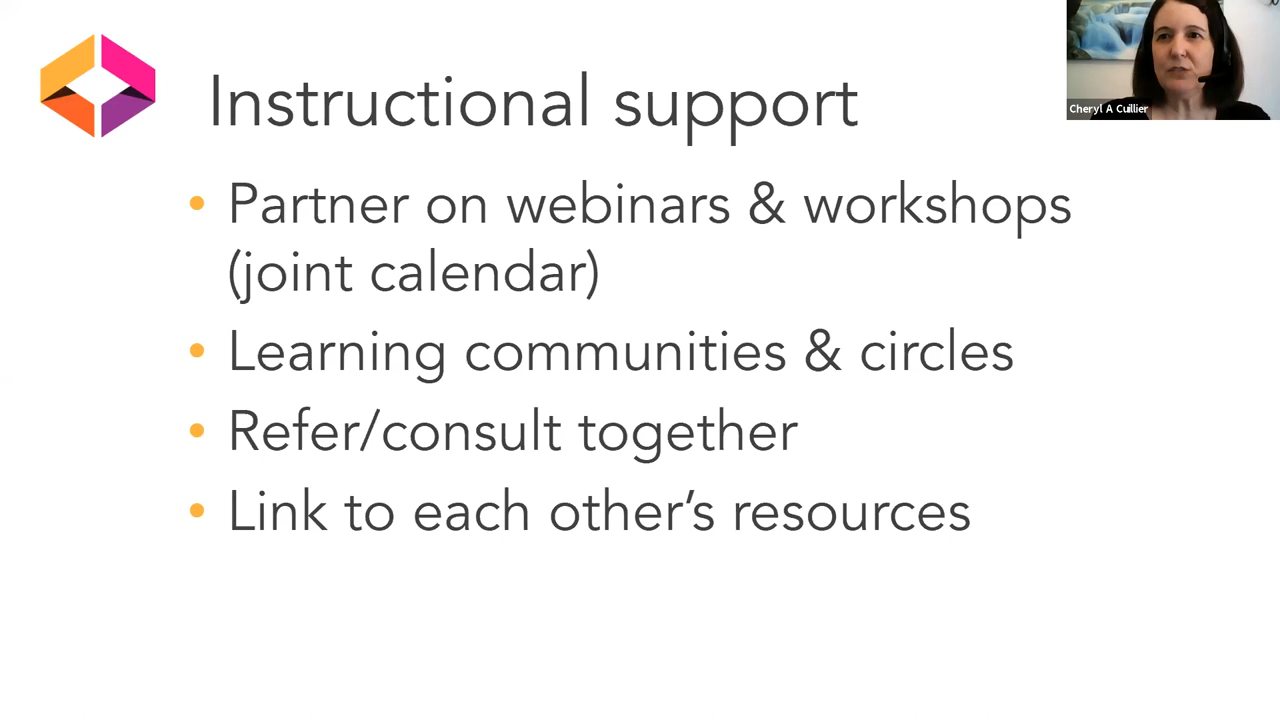 Instructional support
Cheryl A Cuillier
• Partner on webinars & workshops
(joint calendar)
• Learning communities & circles
• Refer/consult together
• Link to each other’s resources